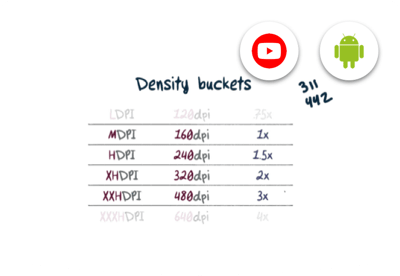 Density buckets
311
442
LDPI 120dpi .75x
MDPI 160dpi 1x
HDPI 240dpi 1.5x
XHDPI 320dpi 2x
XXHDPI 480dpi 3x
XXXHDPI 640dpi 4x